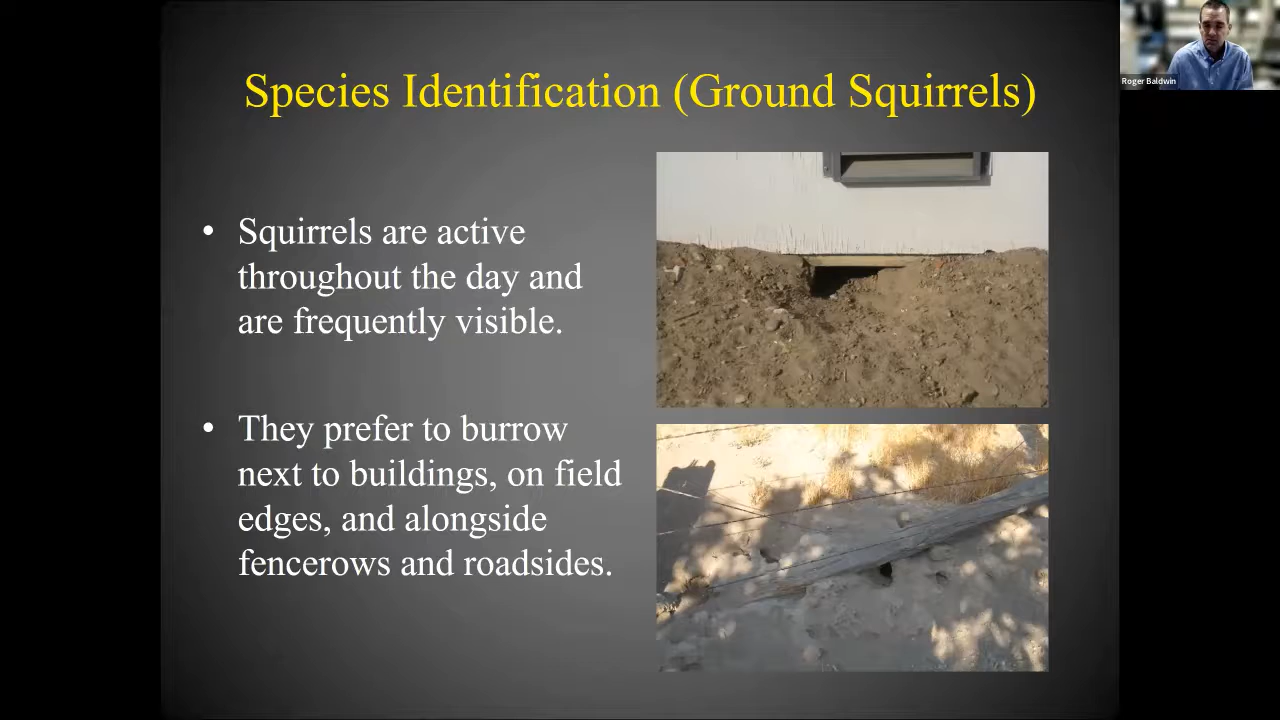 Species Identification (Ground Squirrels)
• Squirrels are active
throughout the day and
are frequently visible.
• They prefer to burrow
next to buildings, on field
edges, and alongside
fencerows and roadsides.
Roger Baldwin